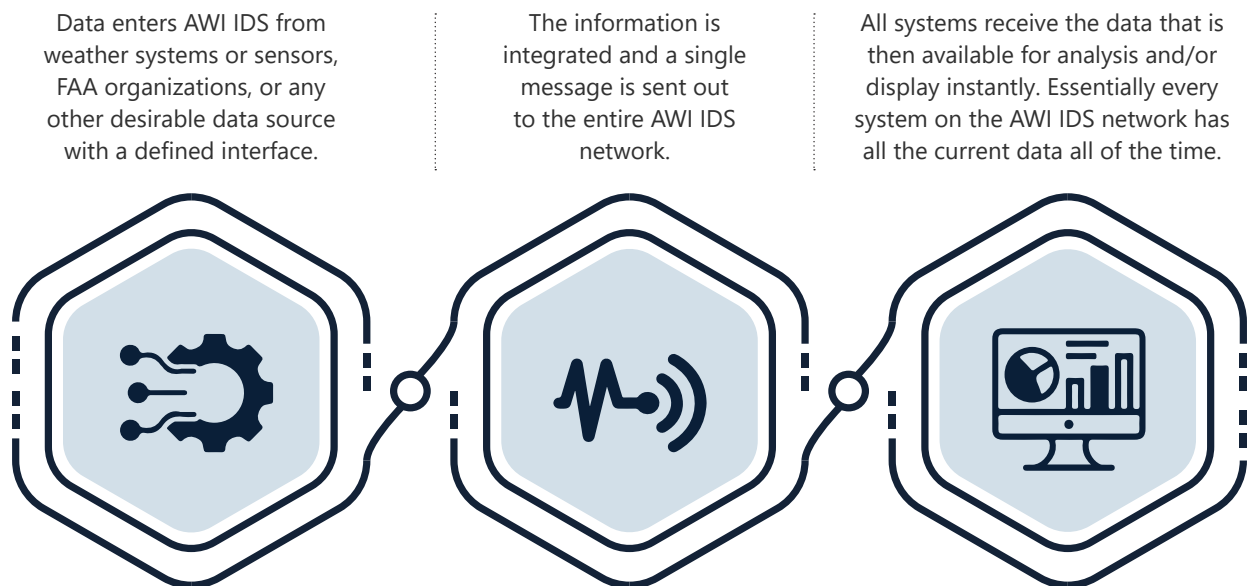 Data enters AWI IDS from
weather systems or sensors,
FAA organizations, or any
other desirable data source
with a defined interface.
The information is
integrated and a single
message is sent out
to the entire AWI IDS
network.
All systems receive the data that is
then available for analysis and/or
display instantly. Essentially every
system on the AWI IDS network has
all the current data all of the time.